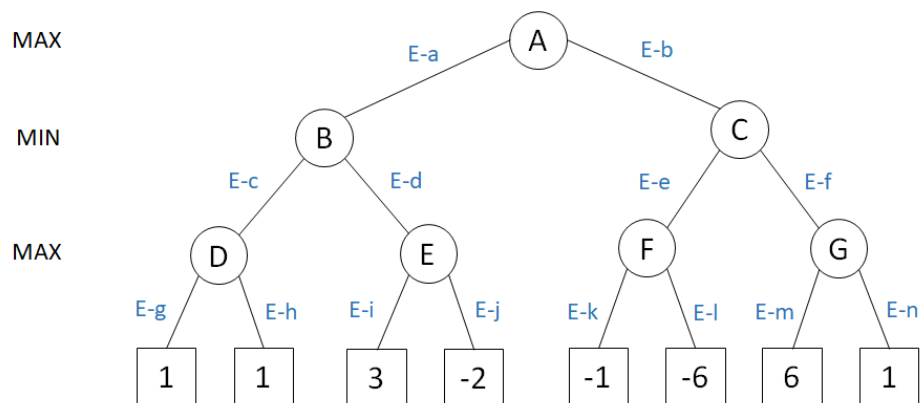 MAX A
E-a E-b
MIN B C
E-c E-d E-e E-f
MAX D E F G
E-g E-h E-i E-j E-k E-l E-m E-n
1 1 3 -2 -1 -6 6 1